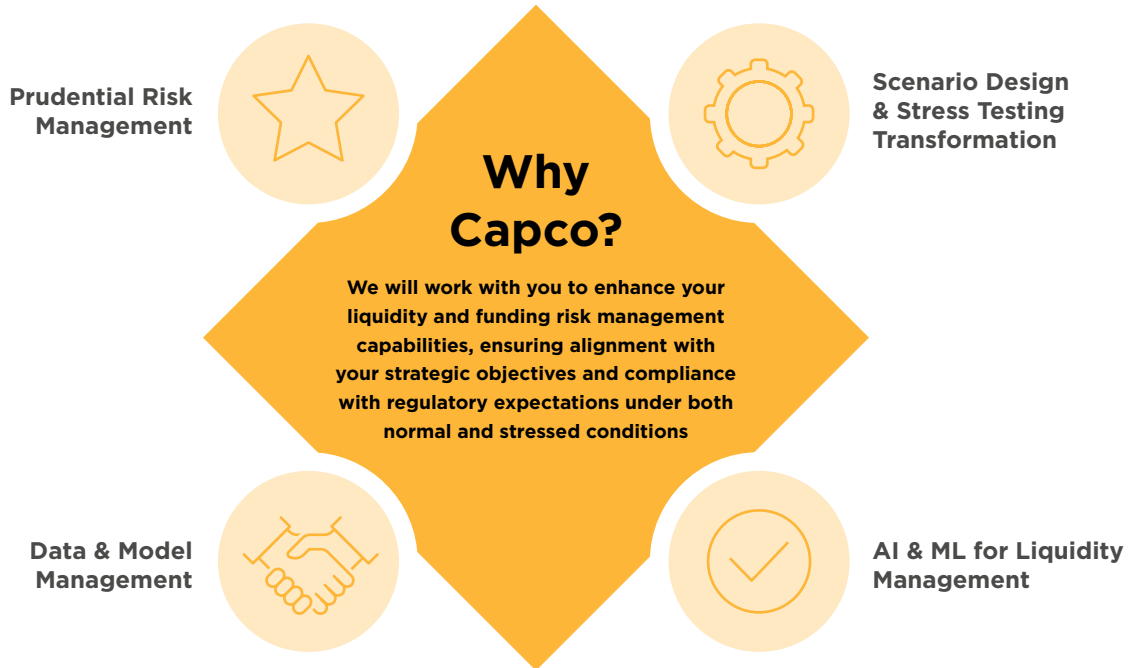 Prudential Risk
Management
Scenario Design
& Stress Testing
Transformation
Why
Capco?
We will work with you to enhance your
liquidity and funding risk management
capabilities, ensuring alignment with
your strategic objectives and compliance
with regulatory expectations under both
normal and stressed conditions
Data & Model
Management
AI & ML for Liquidity
Management